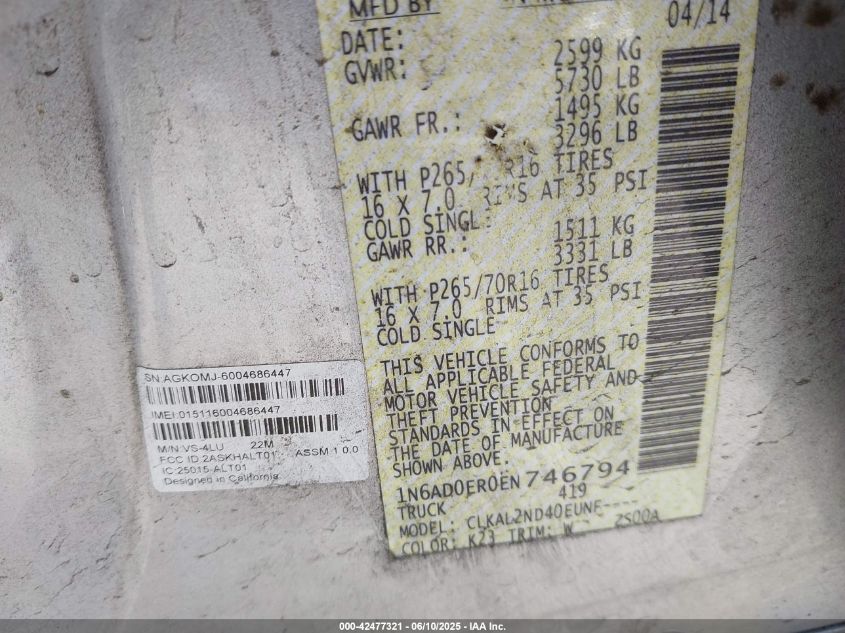 MFD BY
DATE: 04/14
GVWR: 2599 KG
5730 LB
GAWR FR.: 1495 KG
3296 LB
WITH P265/ R16 TIRES
16 X 7.0 RIMS AT 35 PSI
COLD SINGLE
GAWR RR.: 1511 KG
3331 LB
WITH P265/70R16 TIRES
16 X 7.0 RIMS AT 35 PSI
COLD SINGLE
THIS VEHICLE CONFORMS TO
ALL APPLICABLE FEDERAL
MOTOR VEHICLE SAFETY AND
THEFT PREVENTION
STANDARDS IN EFFECT ON
THE DATE OF MANUFACTURE
1N6AD0ER0EN746794
TRUCK 419
MODEL: CLKAL2ND40EUNF----
COLOR: K23 TRIM: W 2S00A
SN:AGKOMJ-6004686447
IMEI:015116004686447
M/N:VS-4LU 22M
FCC ID:2ASKHALT01 ASSM 1 0.0
IC:25015-ALT01
Designed in California
000-42477321 | 06/10/2025 - IAA Inc.